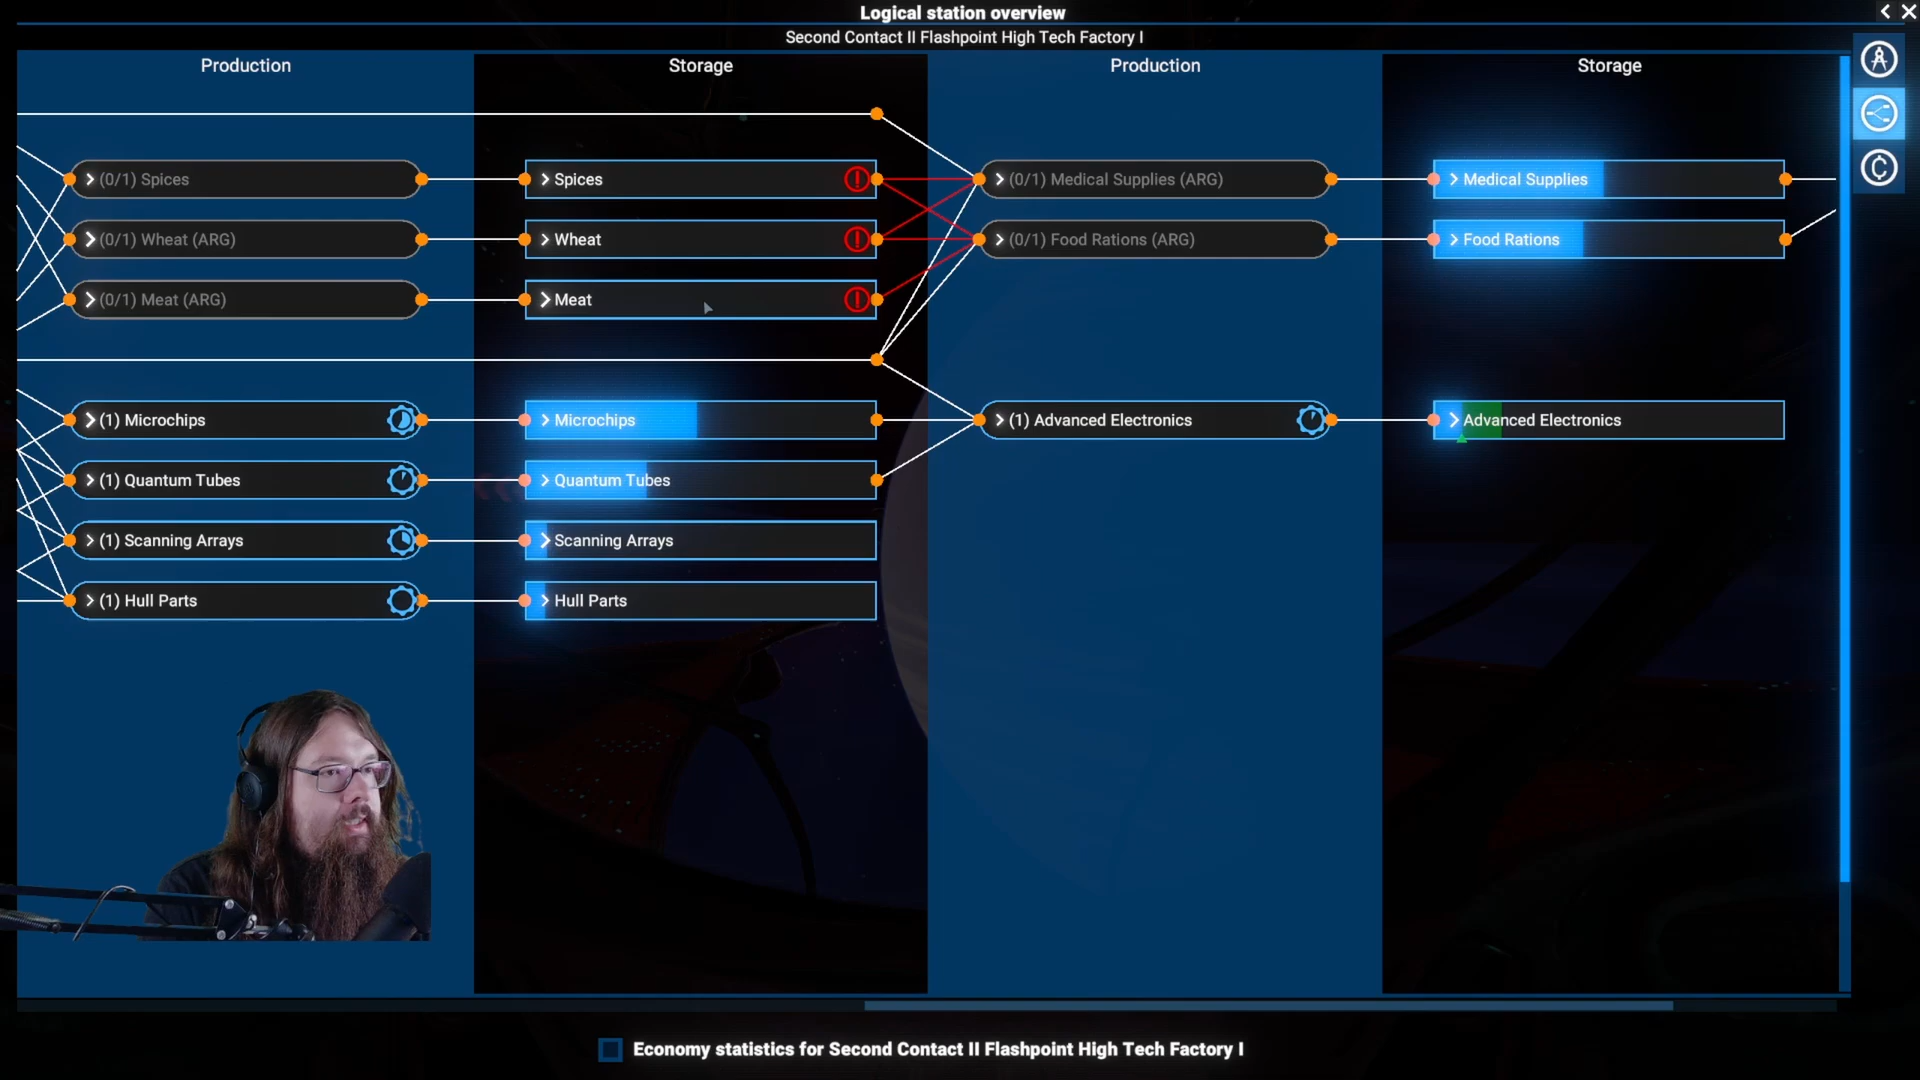 Logical station overview
Second Contact II Flashpoint High Tech Factory I
Production
Storage
Production
Storage
(0/1) Spices
Spices
(0/1) Medical Supplies (ARG)
Medical Supplies
(0/1) Wheat (ARG)
Wheat
(0/1) Food Rations (ARG)
Food Rations
(0/1) Meat (ARG)
Meat
(1) Microchips
Microchips
(1) Advanced Electronics
Advanced Electronics
(1) Quantum Tubes
Quantum Tubes
(1) Scanning Arrays
Scanning Arrays
(1) Hull Parts
Hull Parts
Economy statistics for Second Contact II Flashpoint High Tech Factory I